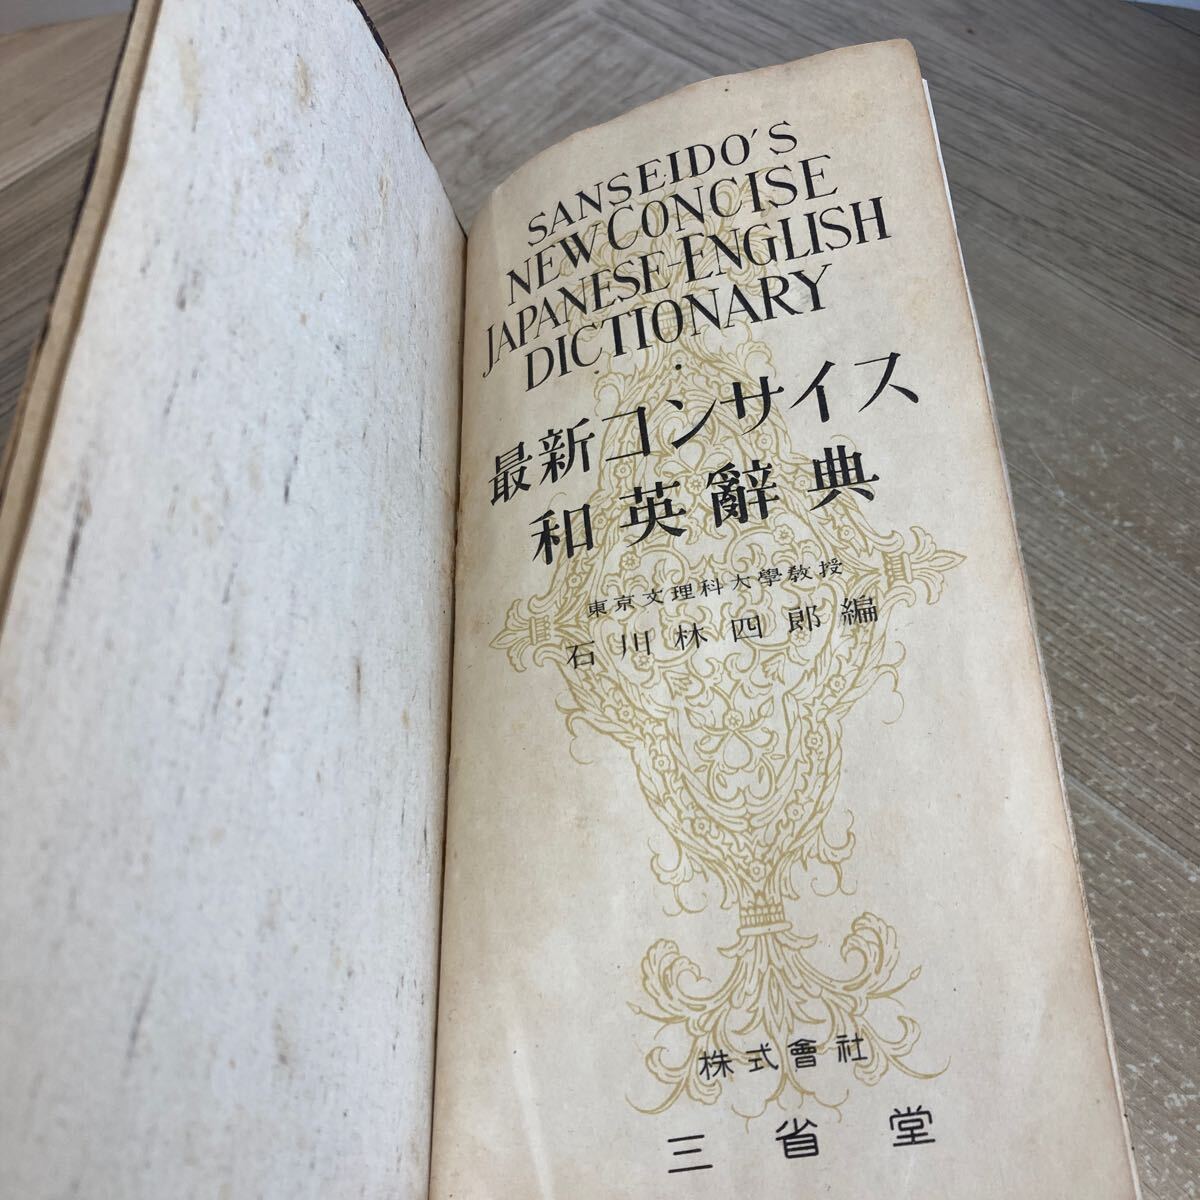 SANSEIDO'S
NEW CONCISE
JAPANESE-ENGLISH
DICTIONARY
最新コンサイス
和英辭典
東京文理科大學敎授
石川林四郎編
株式會社
三省堂